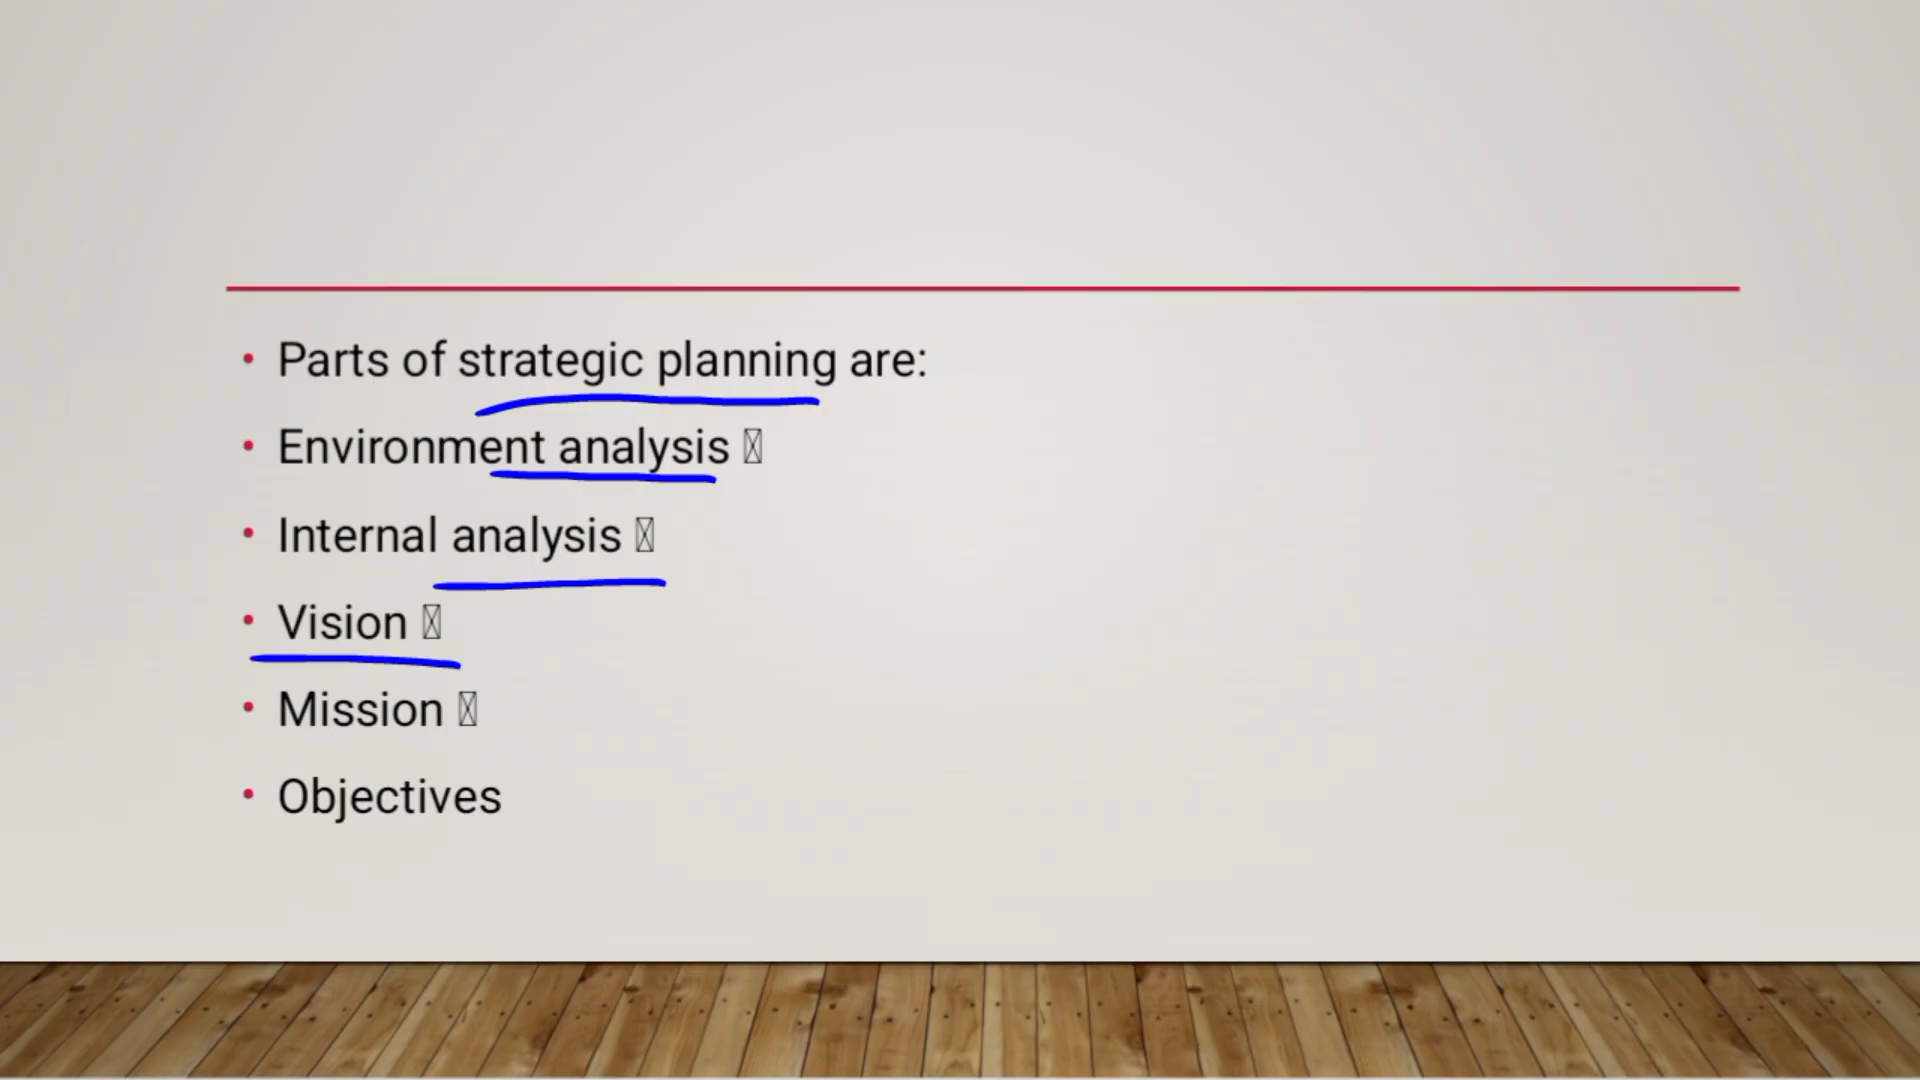 • Parts of strategic planning are:
• Environment analysis 
• Internal analysis 
• Vision 
• Mission 
• Objectives